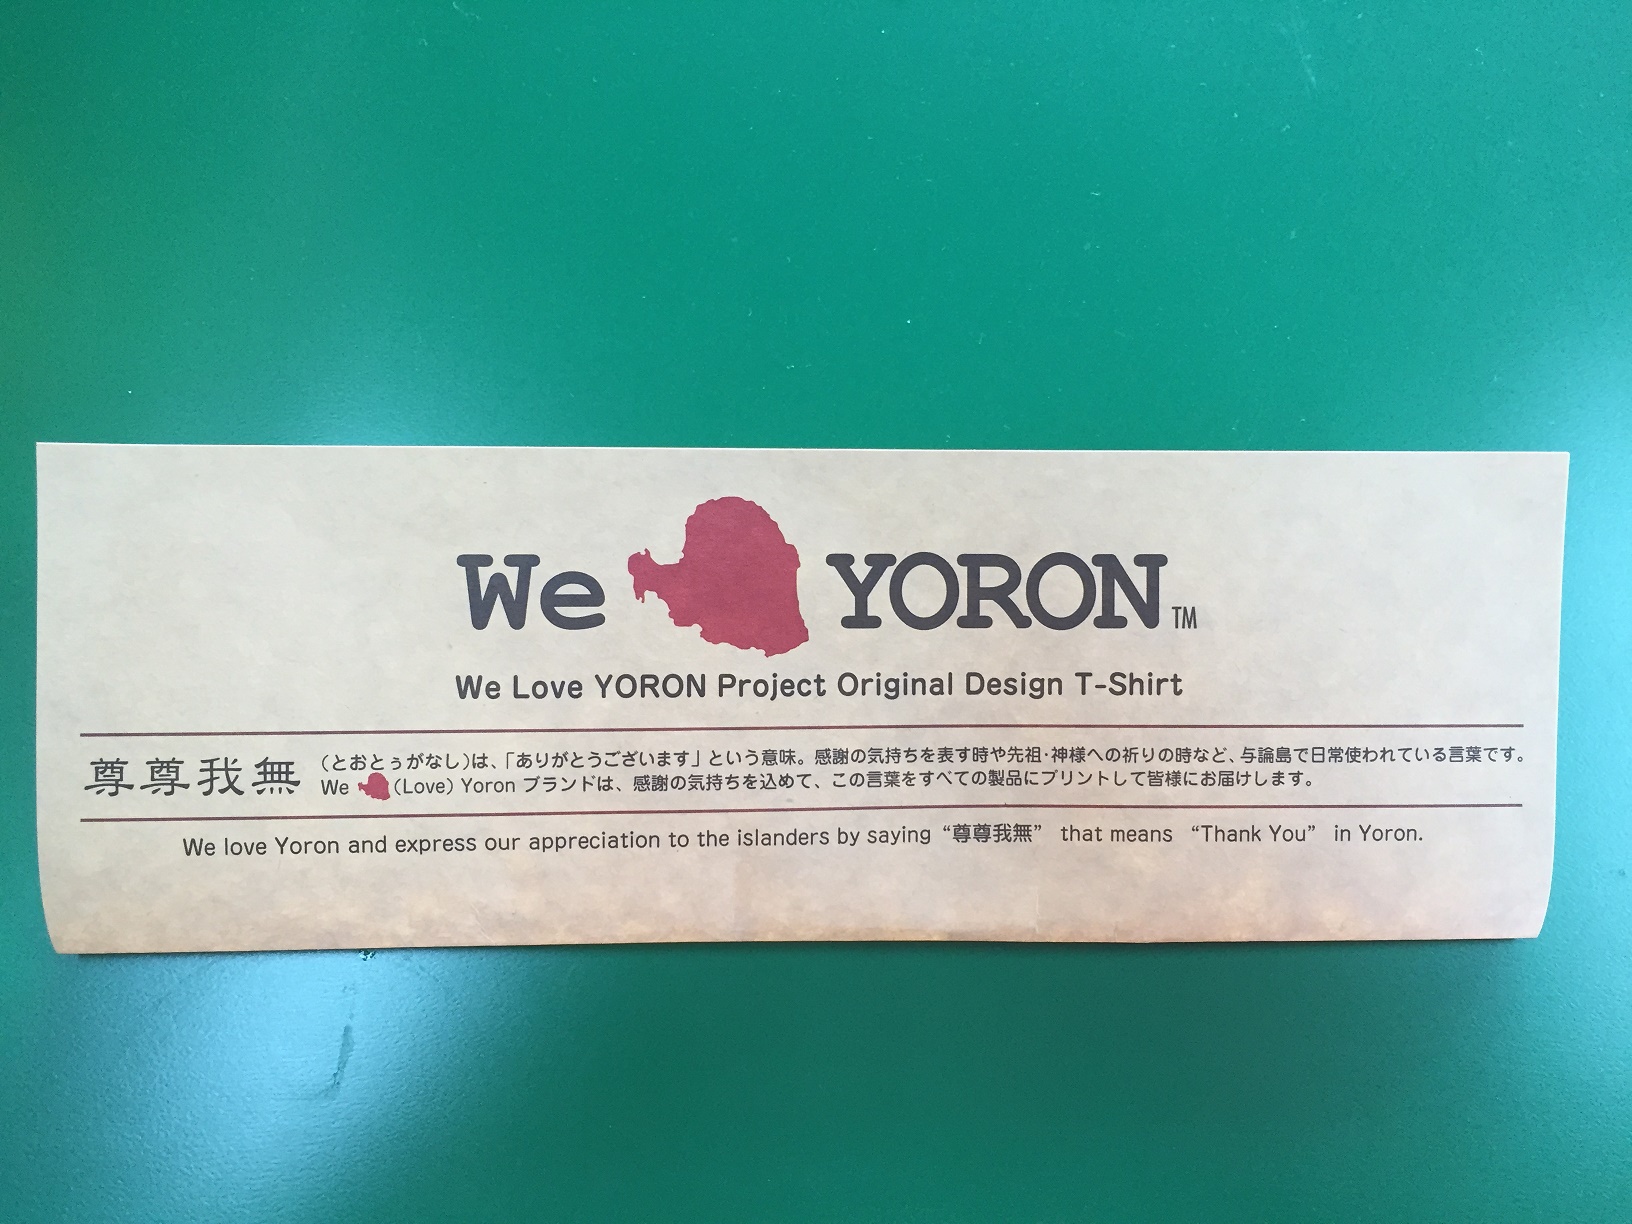 We YORON TM
We Love YORON Project Original Design T-Shirt
尊尊我無
(とおとぅがなし)は、「ありがとうございます」という意味。感謝の気持ちを表す時や先祖･神様への祈りの時など、与論島で日常使われている言葉です。
We (Love) Yoron ブランドは、感謝の気持ちを込めて、この言葉をすべての製品にプリントして皆様にお届けします。
We love Yoron and express our appreciation to the islanders by saying “尊尊我無” that means “Thank You” in Yoron.